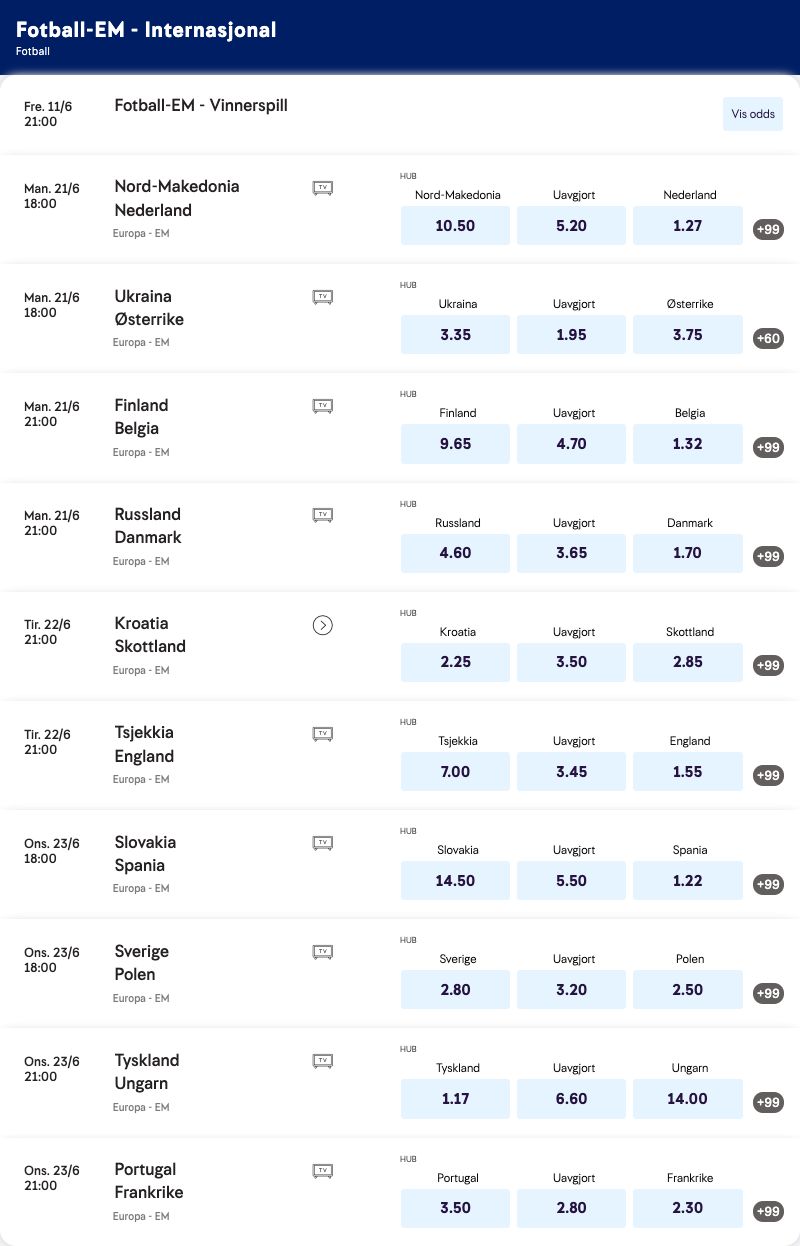 Fotball-EM - Internasjonal
Fotball
Fre. 11/6
21:00
Fotball-EM - Vinnerspill
Vis odds
Man. 21/6
18:00
Nord-Makedonia
Nederland
Europa - EM
TV
HUB
Nord-Makedonia Uavgjort Nederland
10.50 5.20 1.27 +99
Man. 21/6
18:00
Ukraina
Østerrike
Europa - EM
TV
HUB
Ukraina Uavgjort Østerrike
3.35 1.95 3.75 +60
Man. 21/6
21:00
Finland
Belgia
Europa - EM
TV
HUB
Finland Uavgjort Belgia
9.65 4.70 1.32 +99
Man. 21/6
21:00
Russland
Danmark
Europa - EM
TV
HUB
Russland Uavgjort Danmark
4.60 3.65 1.70 +99
Tir. 22/6
21:00
Kroatia
Skottland
Europa - EM
HUB
Kroatia Uavgjort Skottland
2.25 3.50 2.85 +99
Tir. 22/6
21:00
Tsjekkia
England
Europa - EM
TV
HUB
Tsjekkia Uavgjort England
7.00 3.45 1.55 +99
Ons. 23/6
18:00
Slovakia
Spania
Europa - EM
TV
HUB
Slovakia Uavgjort Spania
14.50 5.50 1.22 +99
Ons. 23/6
18:00
Sverige
Polen
Europa - EM
TV
HUB
Sverige Uavgjort Polen
2.80 3.20 2.50 +99
Ons. 23/6
21:00
Tyskland
Ungarn
Europa - EM
TV
HUB
Tyskland Uavgjort Ungarn
1.17 6.60 14.00 +99
Ons. 23/6
21:00
Portugal
Frankrike
Europa - EM
TV
HUB
Portugal Uavgjort Frankrike
3.50 2.80 2.30 +99